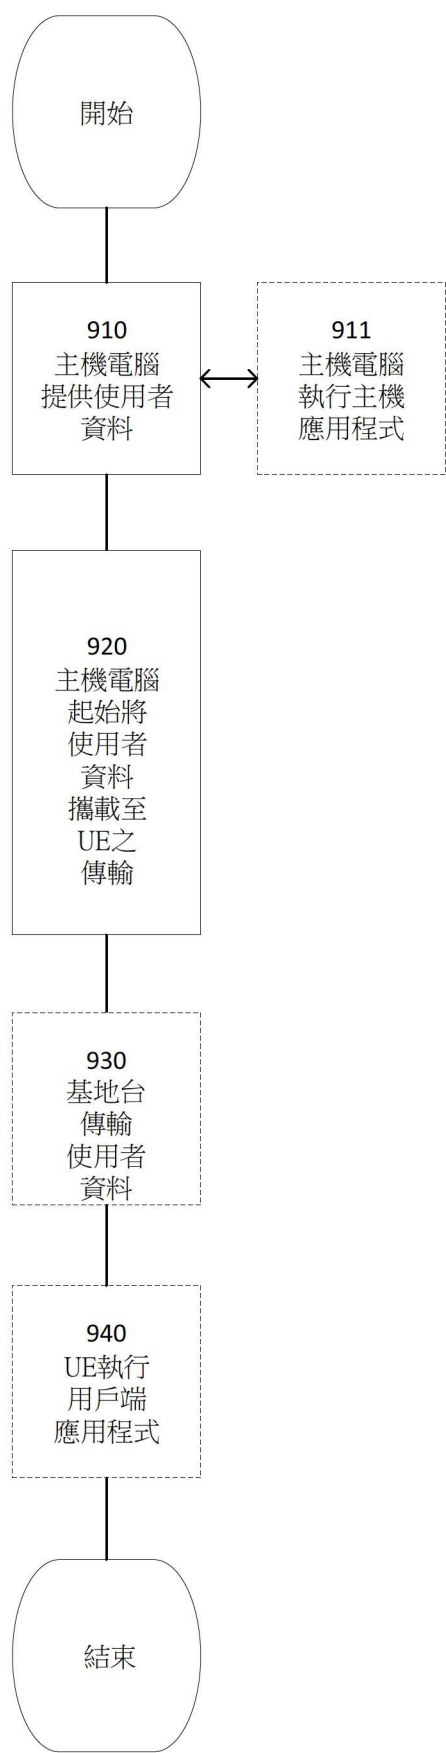 開始
910
主機電腦
提供使用者
資料
911
主機電腦
執行主機
應用程式
920
主機電腦
起始將
使用者
資料
攜載至
UE之
傳輸
930
基地台
傳輸
使用者
資料
940
UE執行
用戶端
應用程式
結束